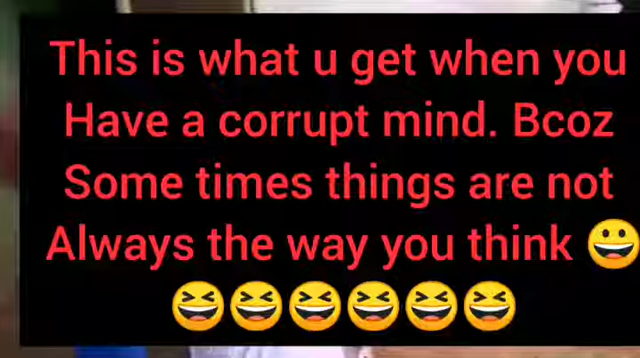 This is what u get when you
Have a corrupt mind. Bcoz
Some times things are not
Always the way you think 😀
😆😆😆😆😆😆